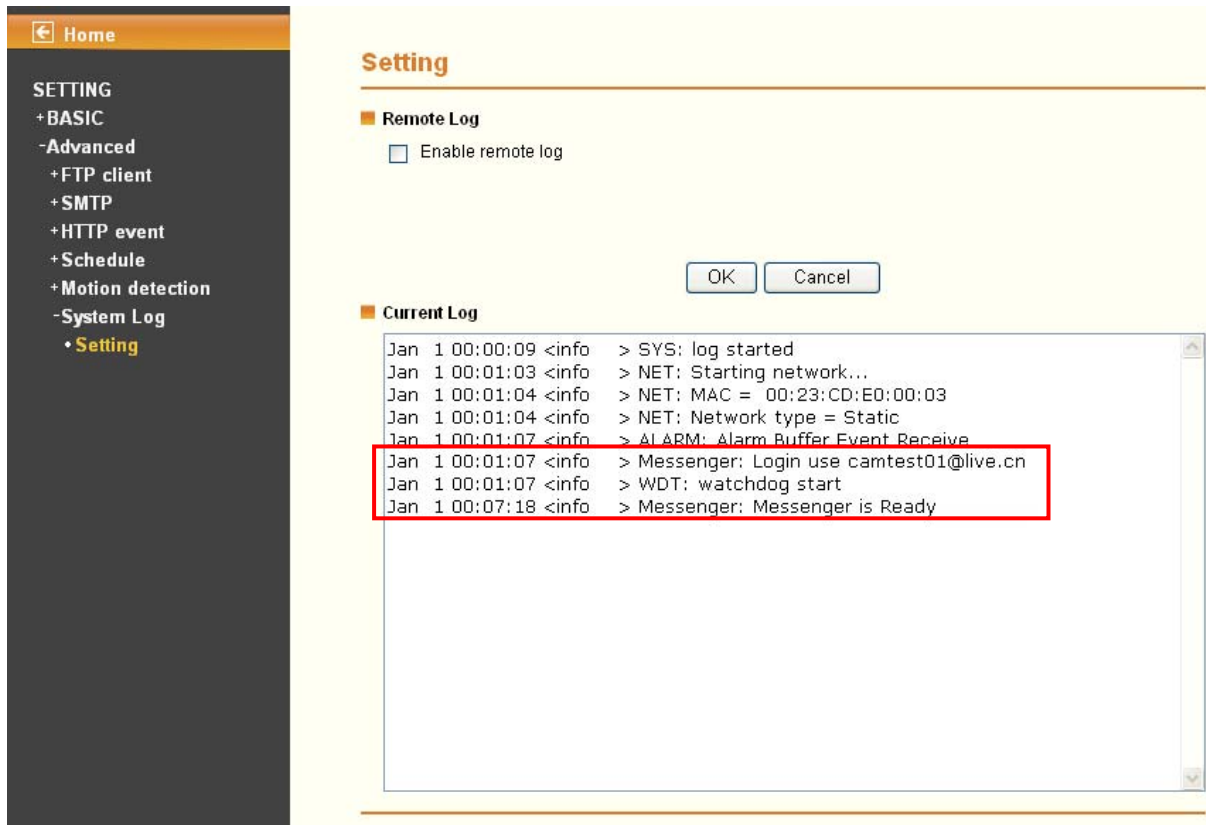 Home
SETTING
+BASIC
-Advanced
+FTP client
+SMTP
+HTTP event
+Schedule
+Motion detection
-System Log
•Setting
Setting
Remote Log
Enable remote log
OK
Cancel
Current Log
Jan 1 00:00:09 <info > SYS: log started
Jan 1 00:01:03 <info > NET: Starting network...
Jan 1 00:01:04 <info > NET: MAC = 00:23:CD:E0:00:03
Jan 1 00:01:04 <info > NET: Network type = Static
Jan 1 00:01:07 <info > ALARM: Alarm Buffer Event Receive
Jan 1 00:01:07 <info > Messenger: Login use camtest01@live.cn
Jan 1 00:01:07 <info > WDT: watchdog start
Jan 1 00:07:18 <info > Messenger: Messenger is Ready